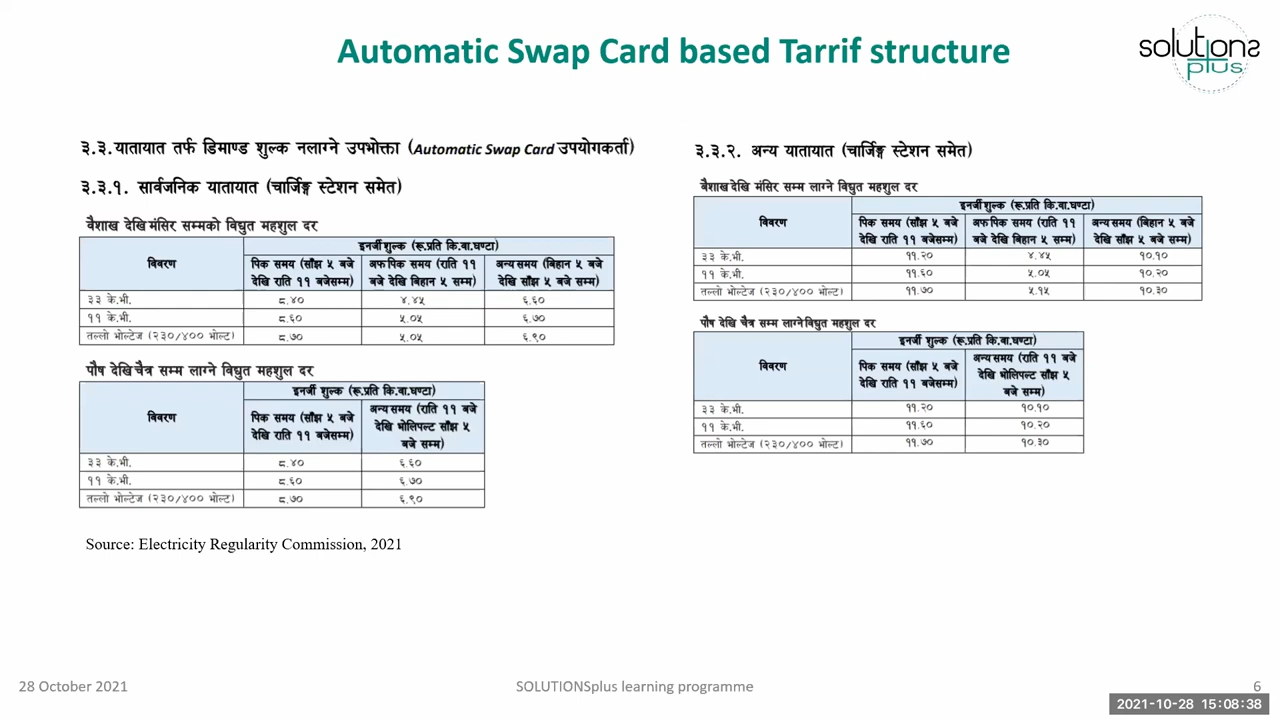 Automatic Swap Card based Tarrif structure
solutions
plus
३.३.यातायात तर्फ डिमाण्ड शुल्क नलाग्ने उपभोक्ता (Automatic Swap Card उपयोगकर्ता)
३.३.१. सार्वजनिक यातायात (चार्जिङ्ग स्टेशन समेत)
बैशाख देखि मंसिर सम्मको विद्युत महशुल दर
विवरण
इनर्जी शुल्क (रू.प्रति कि.वा.घण्टा)
पिक समय (साँझ ५ बजे देखि राति ११ बजेसम्म)
अफपिक समय (राति ११ बजे देखि बिहान ५ सम्म)
अन्य समय (बिहान ५ बजे देखि साँझ ५ बजे सम्म)
३३ के.भी. ८.४० ४.४५ ६.६०
११ के.भी. ८.६० ५.०५ ६.७०
तल्लो भोल्टेज (२३०/४०० भोल्ट) ८.७० ५.०५ ६.९०
पौष देखि चैत्र सम्म लाग्ने विद्युत महशुल दर
विवरण
इनर्जी शुल्क (रू.प्रति कि.वा.घण्टा)
पिक समय (साँझ ५ बजे देखि राति ११ बजेसम्म)
अन्य समय (राति ११ बजे देखि भोलिपल्ट साँझ ५ बजे सम्म)
३३ के.भी. ८.४० ६.६०
११ के.भी. ८.६० ६.७०
तल्लो भोल्टेज (२३०/४०० भोल्ट) ८.७० ६.९०
Source: Electricity Regularity Commission, 2021
३.३.२. अन्य यातायात (चार्जिङ्ग स्टेशन समेत)
बैशाख देखि मंसिर सम्म लाग्ने विद्युत महशुल दर
विवरण
इनर्जी शुल्क (रू.प्रति कि.वा.घण्टा)
पिक समय (साँझ ५ बजे देखि राति ११ बजेसम्म)
अफपिक समय (राति ११ बजे देखि बिहान ५ सम्म)
अन्य समय (बिहान ५ बजे देखि साँझ ५ बजे सम्म)
३३ के.भी. ११.२० ४.४५ १०.१०
११ के.भी. ११.६० ५.०५ १०.२०
तल्लो भोल्टेज (२३०/४०० भोल्ट) ११.७० ५.१५ १०.३०
पौष देखि चैत्र सम्म लाग्ने विद्युत महशुल दर
विवरण
इनर्जी शुल्क (रू.प्रति कि.वा.घण्टा)
पिक समय (साँझ ५ बजे देखि राति ११ बजेसम्म)
अन्य समय (राति ११ बजे देखि भोलिपल्ट साँझ ५ बजे सम्म)
३३ के.भी. ११.२० १०.१०
११ के.भी. ११.६० १०.२०
तल्लो भोल्टेज (२३०/४०० भोल्ट) ११.७० १०.३०
28 October 2021
SOLUTIONSplus learning programme
6
2021-10-28 15:08:38